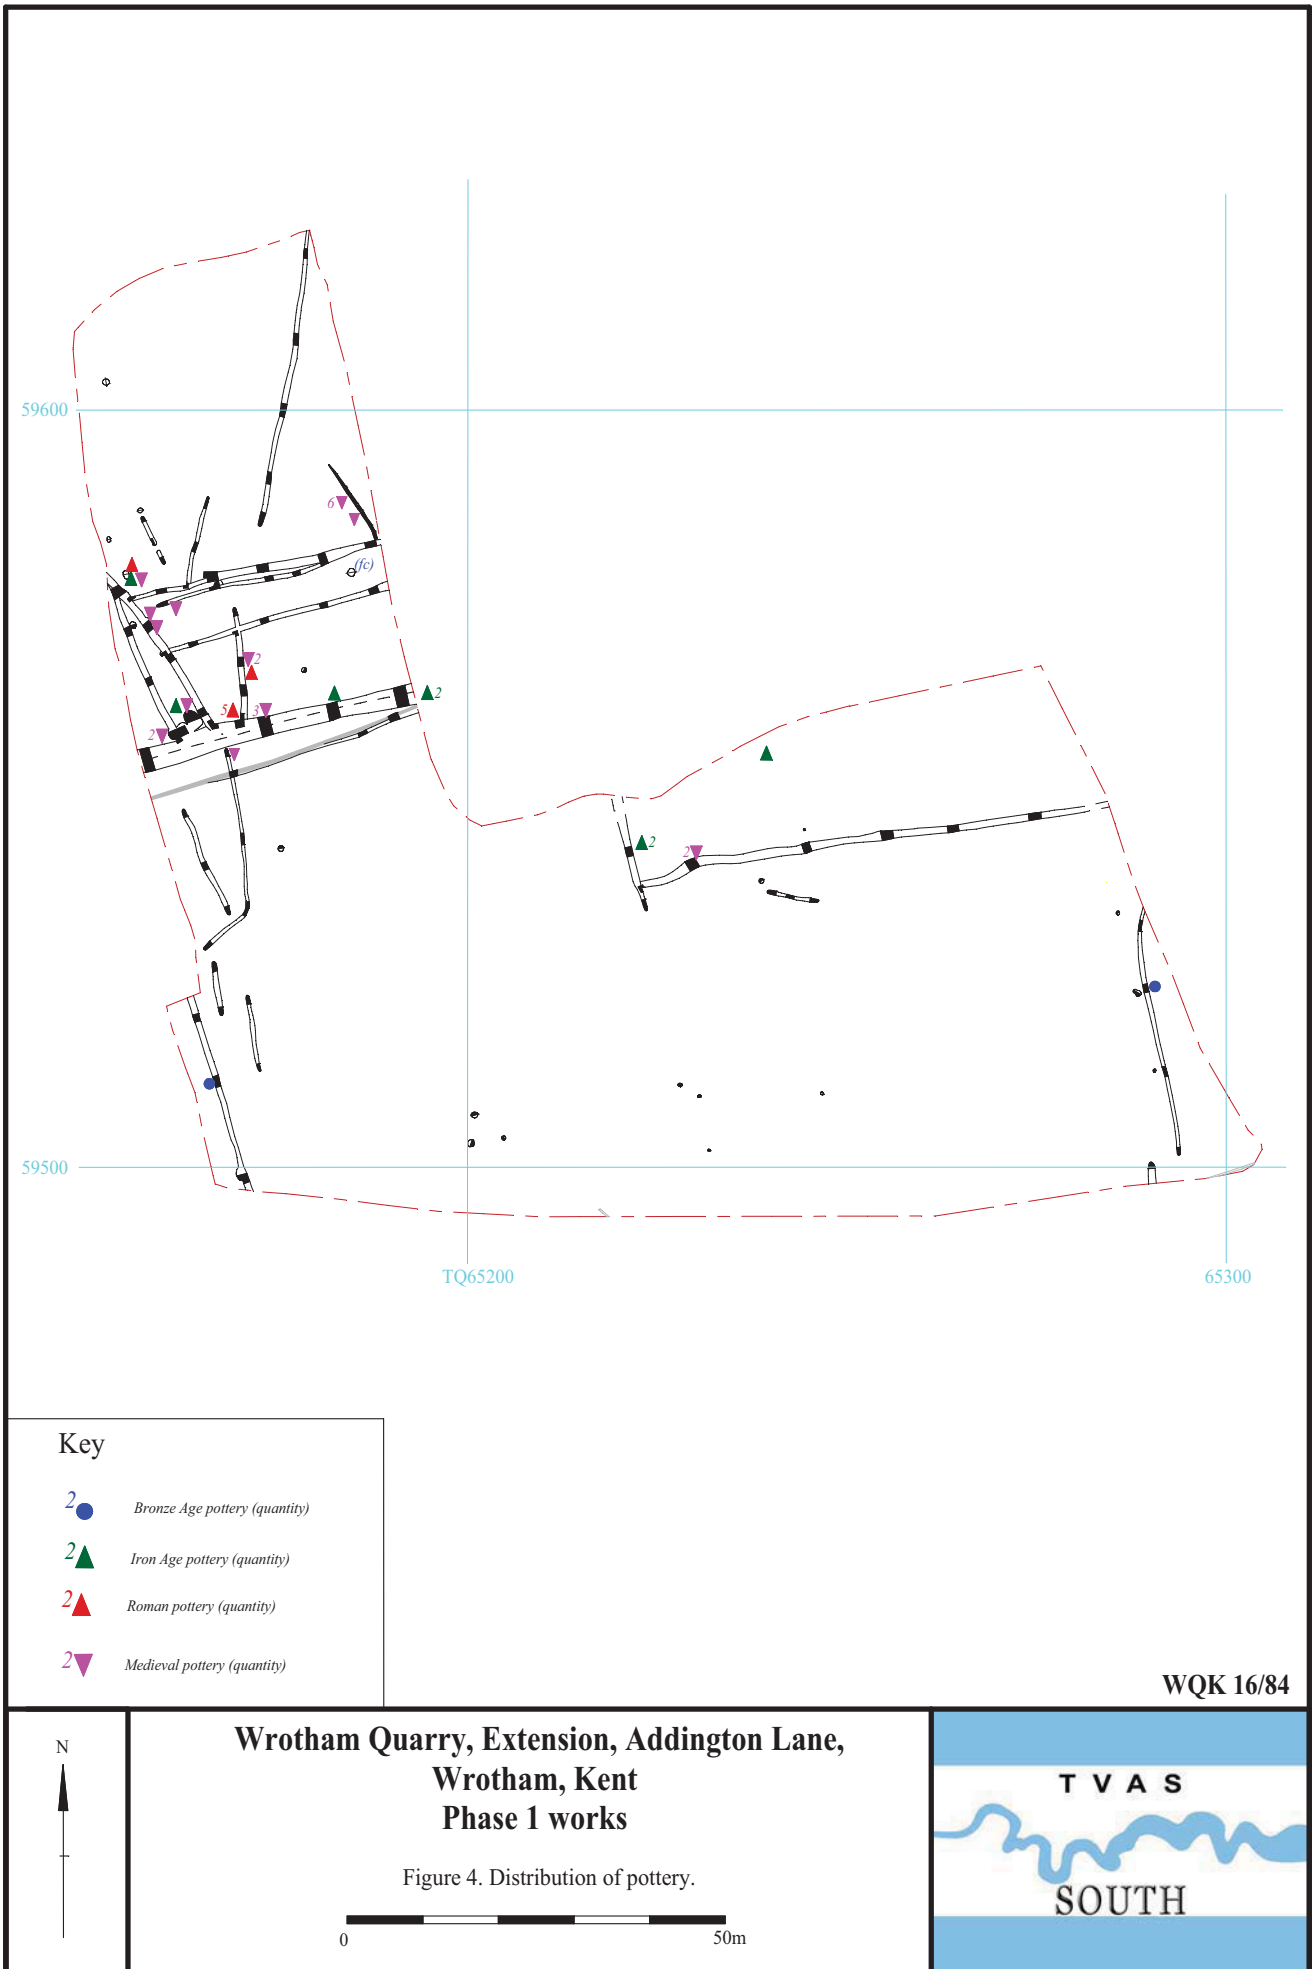 59600
6
(fc)
2
5
3
2
2
2
2
59500
TQ65200
65300
Key
2 Bronze Age pottery (quantity)
2 Iron Age pottery (quantity)
2 Roman pottery (quantity)
2 Medieval pottery (quantity)
WQK 16/84
N
Wrotham Quarry, Extension, Addington Lane,
Wrotham, Kent
Phase 1 works
Figure 4. Distribution of pottery.
0 50m
TVAS
SOUTH